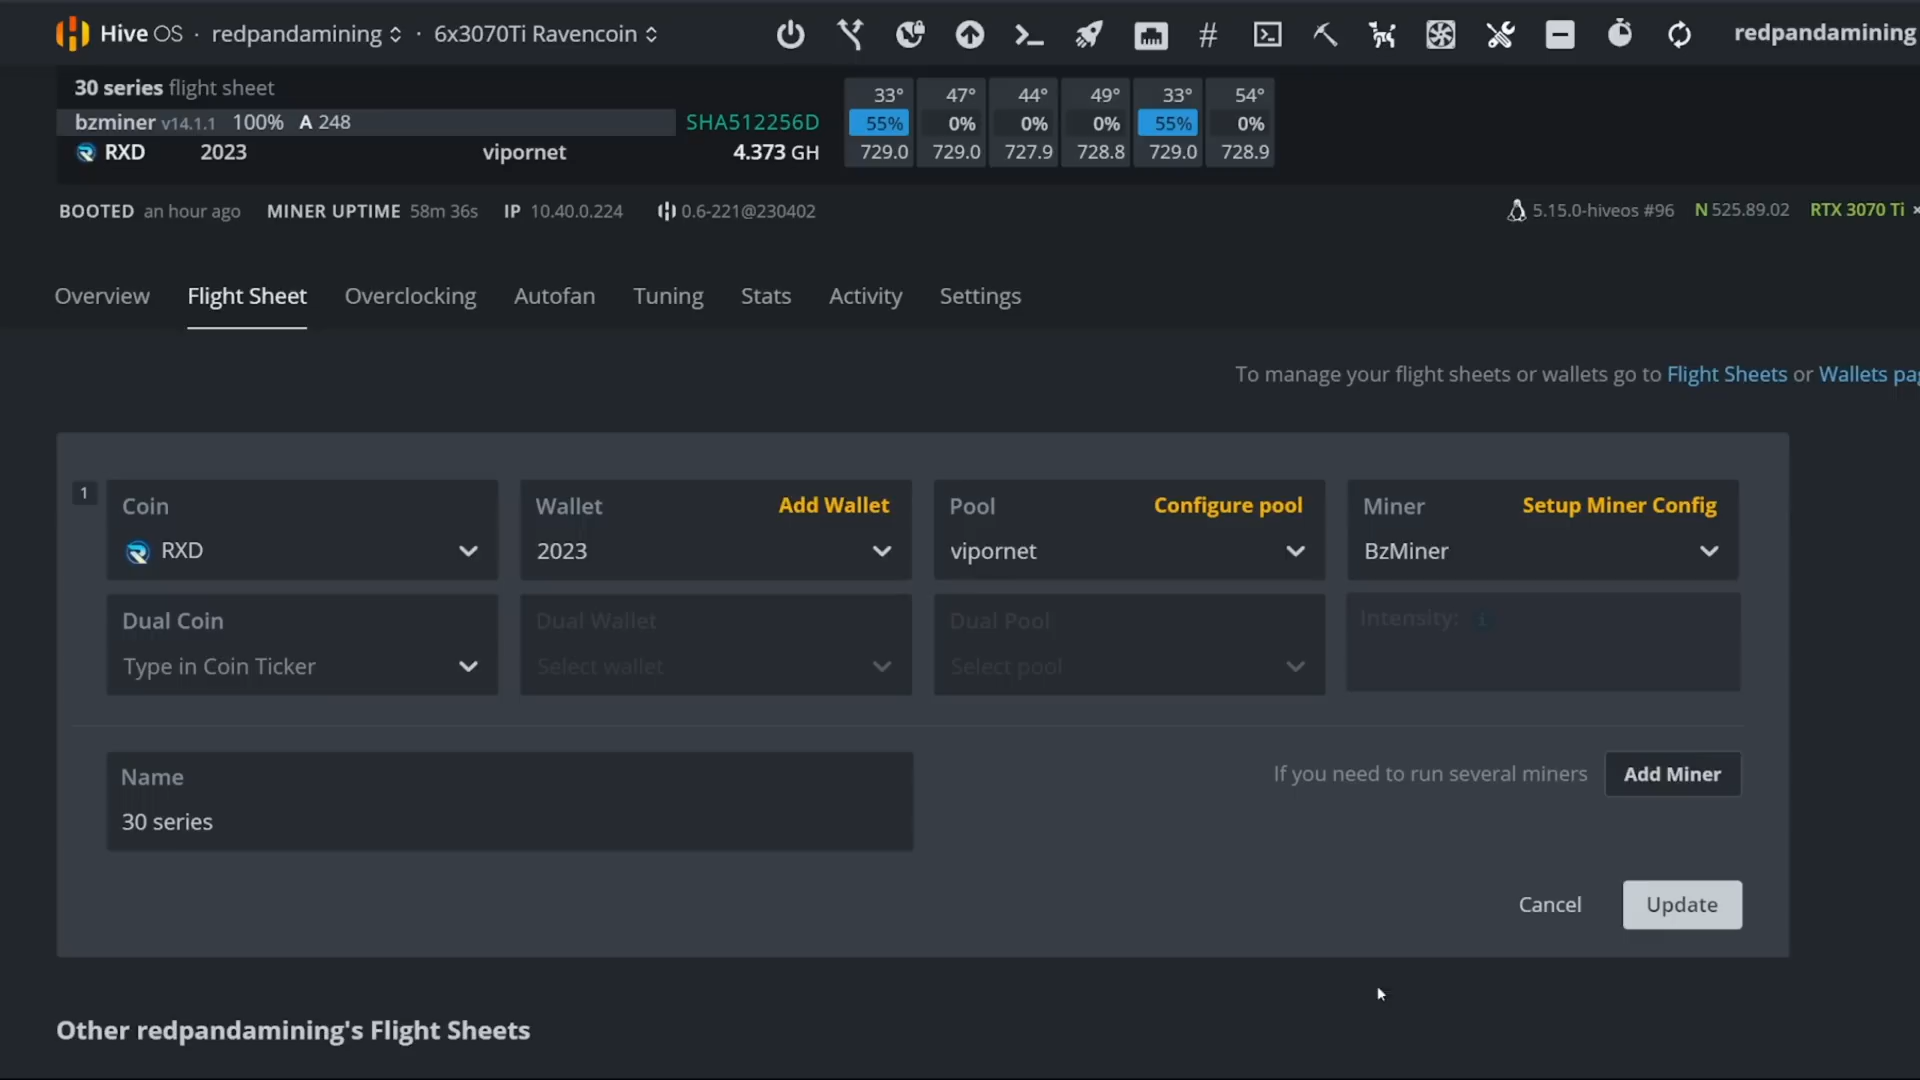 Hive OS · redpandamining · 6x3070Ti Ravencoin # redpandamining
30 series flight sheet
33° 47° 44° 49° 33° 54°
bzminer v14.1.1 100% A 248 SHA512256D 55% 0% 0% 0% 55% 0%
RXD 2023 vipornet 4.373 GH 729.0 729.0 727.9 728.8 729.0 728.9
BOOTED an hour ago MINER UPTIME 58m 36s IP 10.40.0.224 0.6-221@230402 5.15.0-hiveos #96 N 525.89.02 RTX 3070 Ti ×
Overview Flight Sheet Overclocking Autofan Tuning Stats Activity Settings
To manage your flight sheets or wallets go to Flight Sheets or Wallets pag
1 Coin Wallet Add Wallet Pool Configure pool Miner Setup Miner Config
RXD 2023 vipornet BzMiner
Dual Coin Dual Wallet Dual Pool Intensity: i
Type in Coin Ticker Select wallet Select pool
Name
30 series
If you need to run several miners Add Miner
Cancel Update
Other redpandamining's Flight Sheets